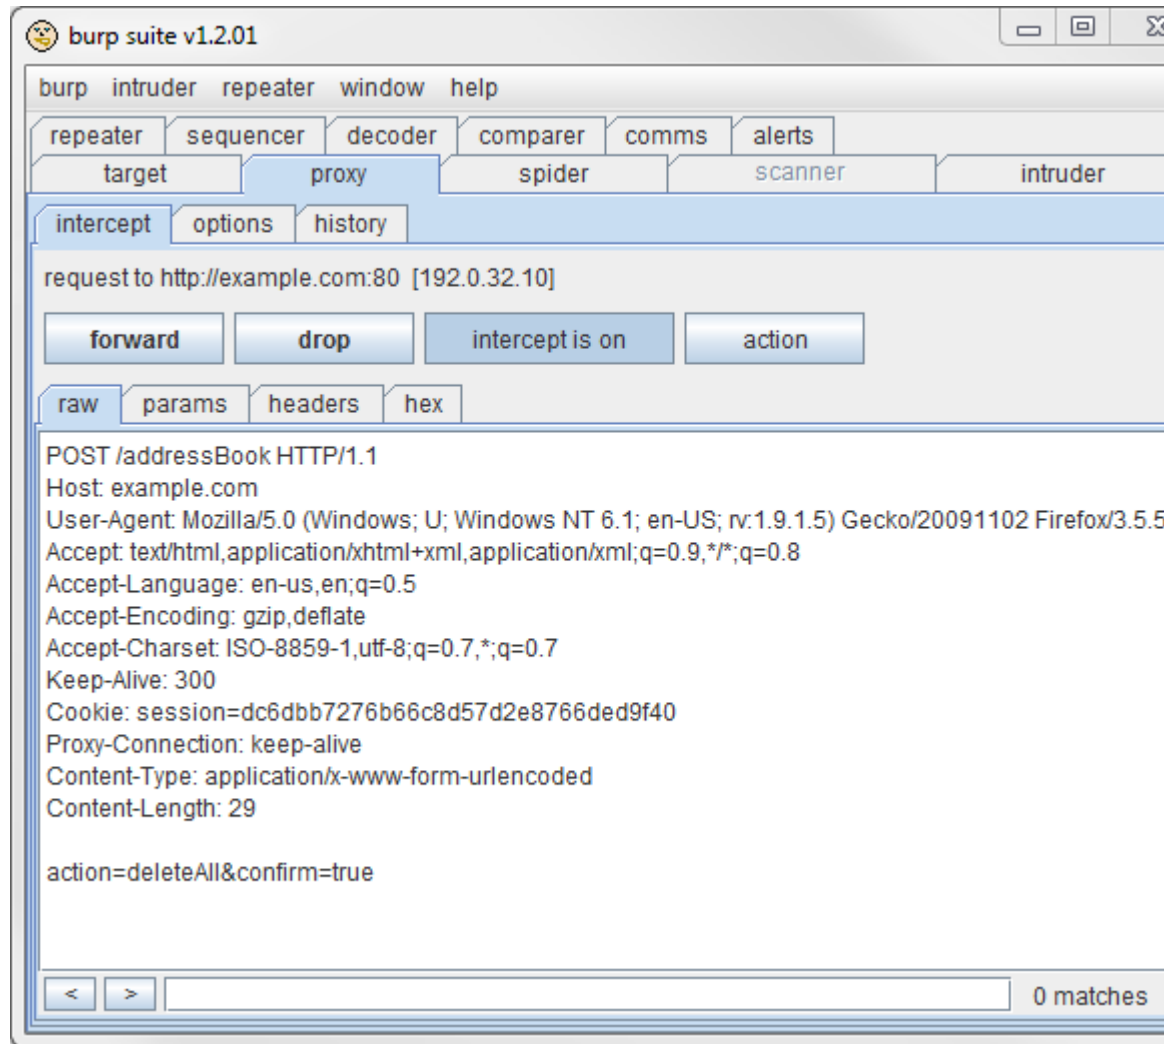 burp suite v1.2.01
burp intruder repeater window help
repeater sequencer decoder comparer comms alerts
target proxy spider scanner intruder
intercept options history
request to http://example.com:80 [192.0.32.10]
forward drop intercept is on action
raw params headers hex
POST /addressBook HTTP/1.1
Host: example.com
User-Agent: Mozilla/5.0 (Windows; U; Windows NT 6.1; en-US; rv:1.9.1.5) Gecko/20091102 Firefox/3.5.5
Accept: text/html,application/xhtml+xml,application/xml;q=0.9,*/*;q=0.8
Accept-Language: en-us,en;q=0.5
Accept-Encoding: gzip,deflate
Accept-Charset: ISO-8859-1,utf-8;q=0.7,*;q=0.7
Keep-Alive: 300
Cookie: session=dc6dbb7276b66c8d57d2e8766ded9f40
Proxy-Connection: keep-alive
Content-Type: application/x-www-form-urlencoded
Content-Length: 29
action=deleteAll&confirm=true
< > 0 matches